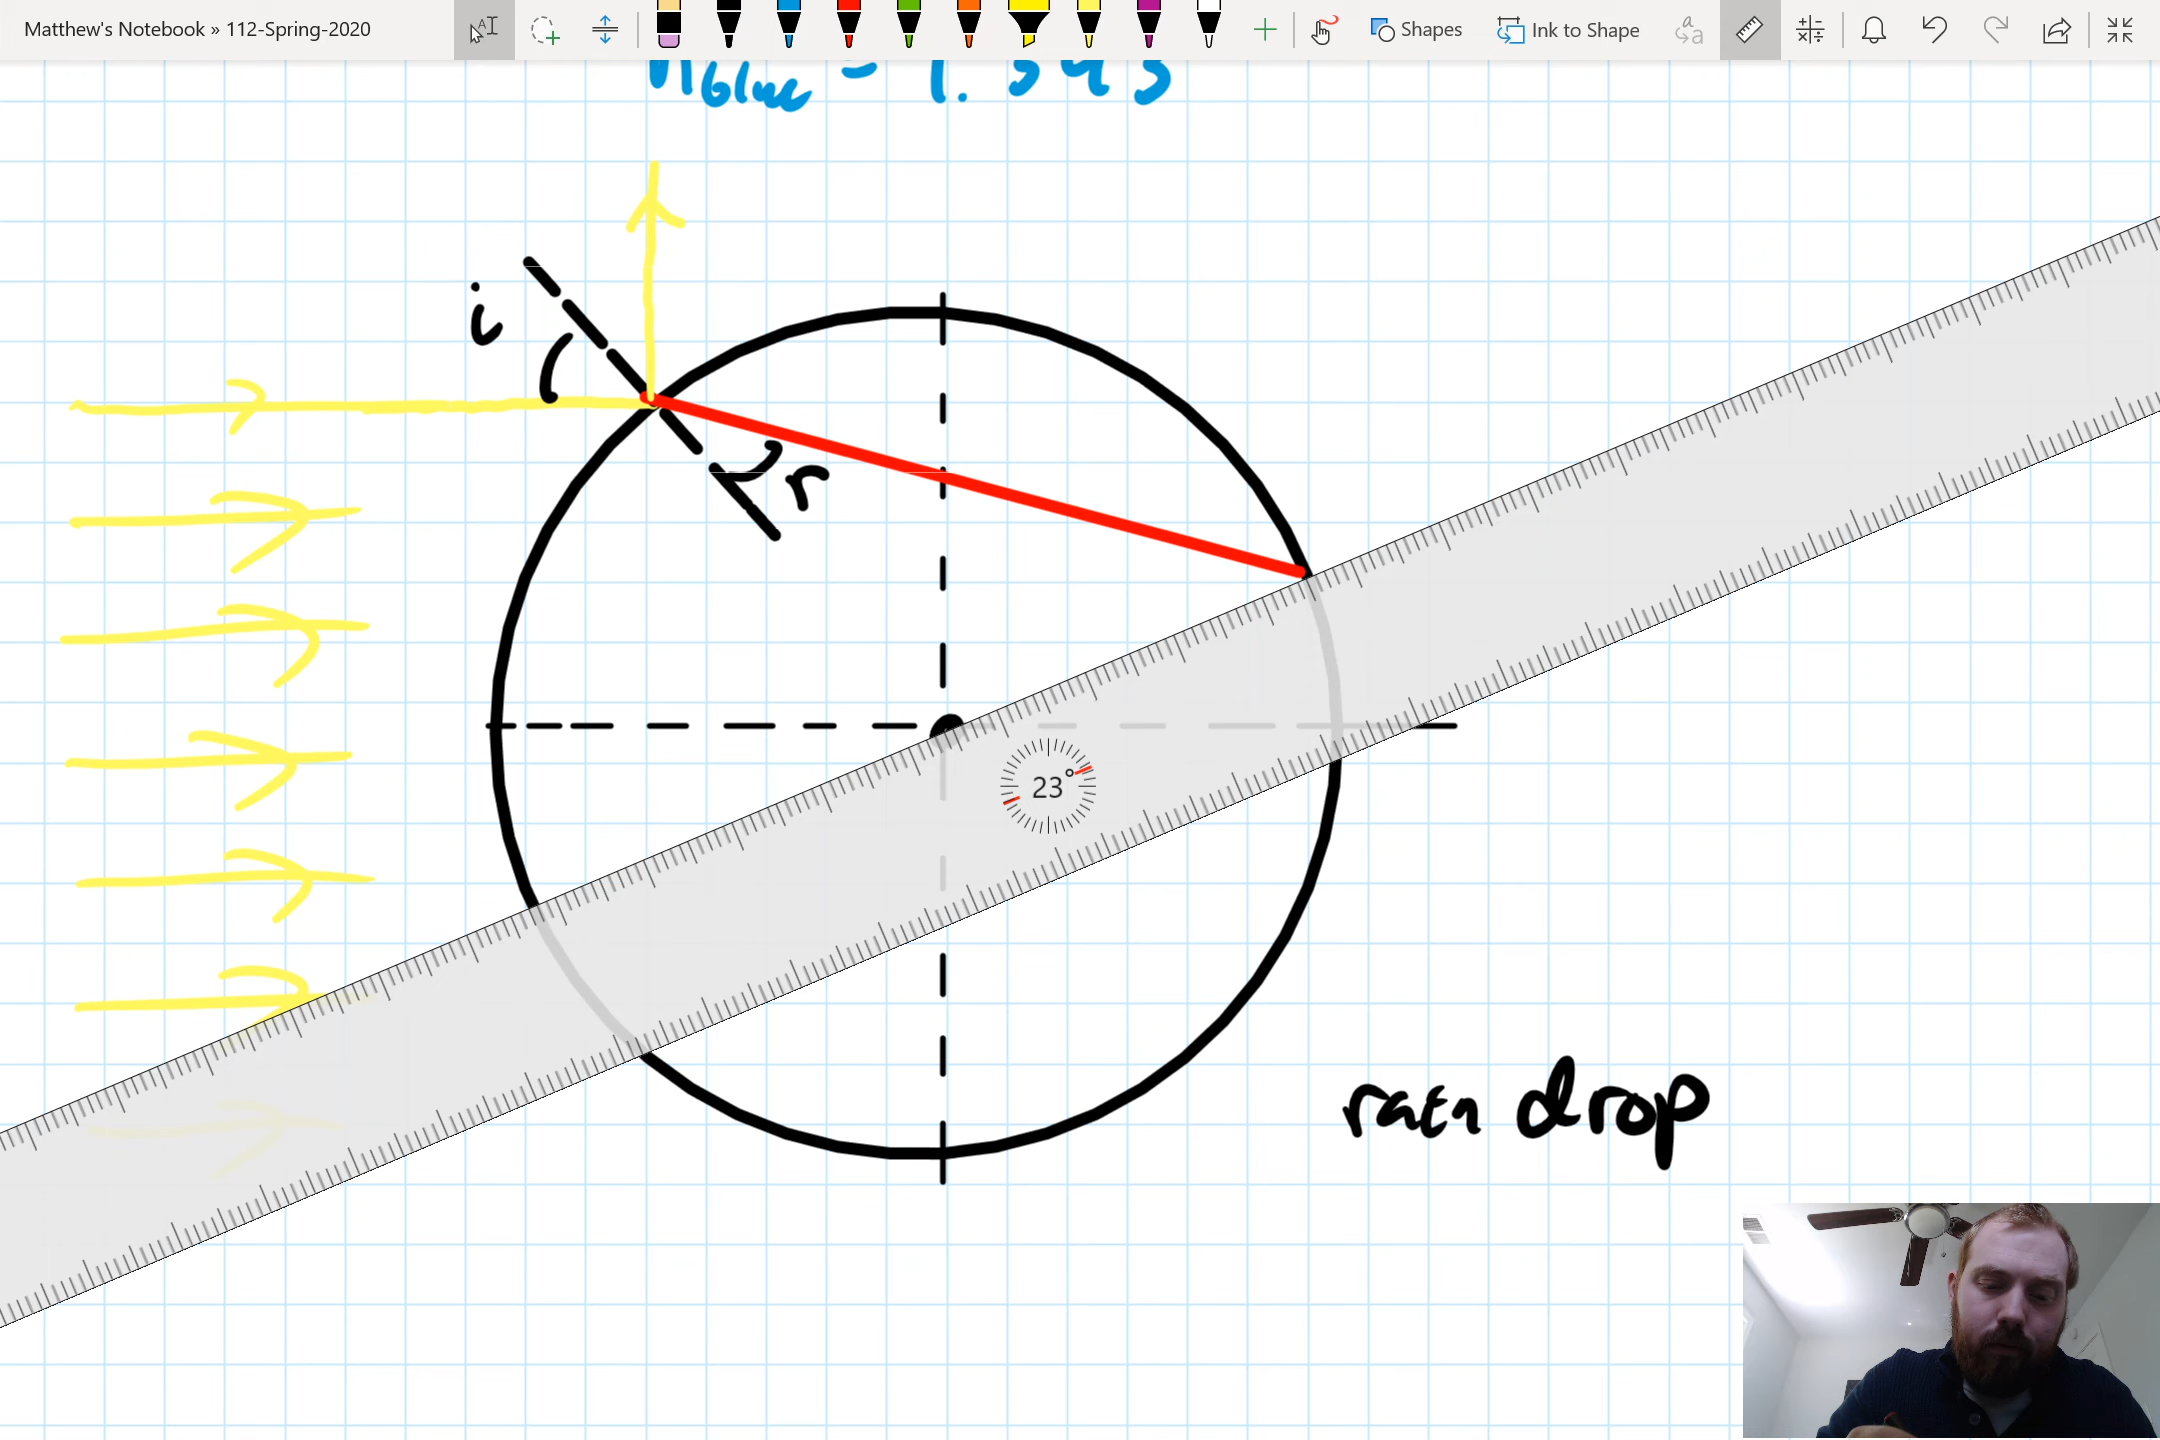 Matthew's Notebook » 112-Spring-2020
Shapes
Ink to Shape
n blue = 1.343
i
r
23°
rain drop